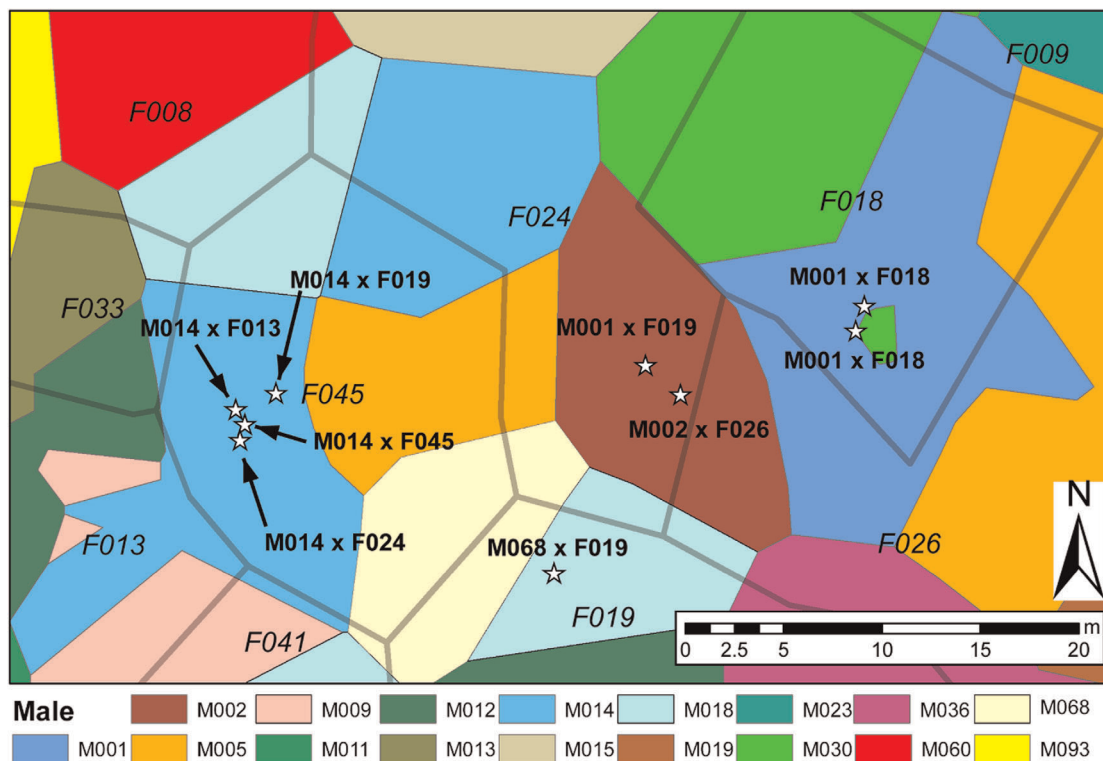 F008
F009
F024
F018
M014 x F019
M001 x F018
F033
M014 x F013
M001 x F019
M001 x F018
F045
M002 x F026
M014 x F045
N
F013
M014 x F024
M068 x F019
F026
F019
F041
m
0 2.5 5 10 15 20
Male M002 M009 M012 M014 M018 M023 M036 M068
M001 M005 M011 M013 M015 M019 M030 M060 M093